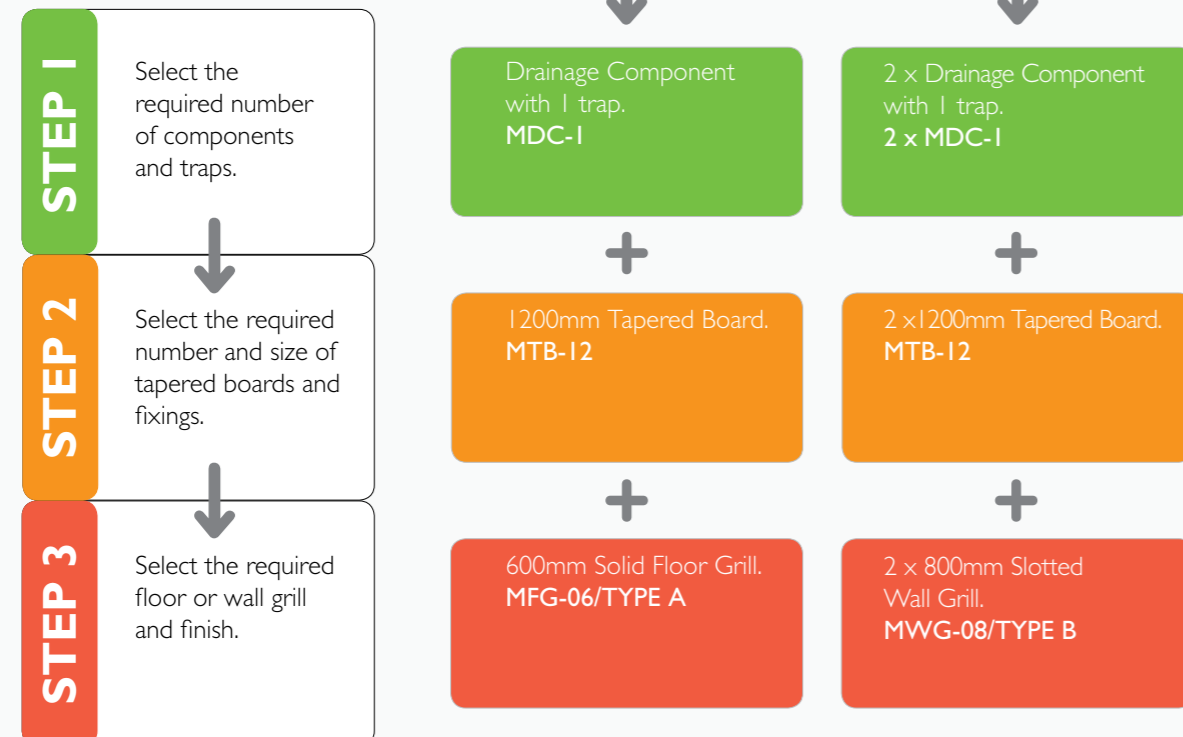 STEP 1
Select the
required number
of components
and traps.
Drainage Component
with 1 trap.
MDC-1
2 x Drainage Component
with 1 trap.
2 x MDC-1
STEP 2
Select the required
number and size of
tapered boards and
fixings.
1200mm Tapered Board.
MTB-12
2 x1200mm Tapered Board.
MTB-12
STEP 3
Select the required
floor or wall grill
and finish.
600mm Solid Floor Grill.
MFG-06/TYPE A
2 x 800mm Slotted
Wall Grill.
MWG-08/TYPE B